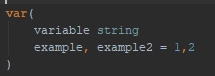 var(
variable string
example, example2 = 1,2
)